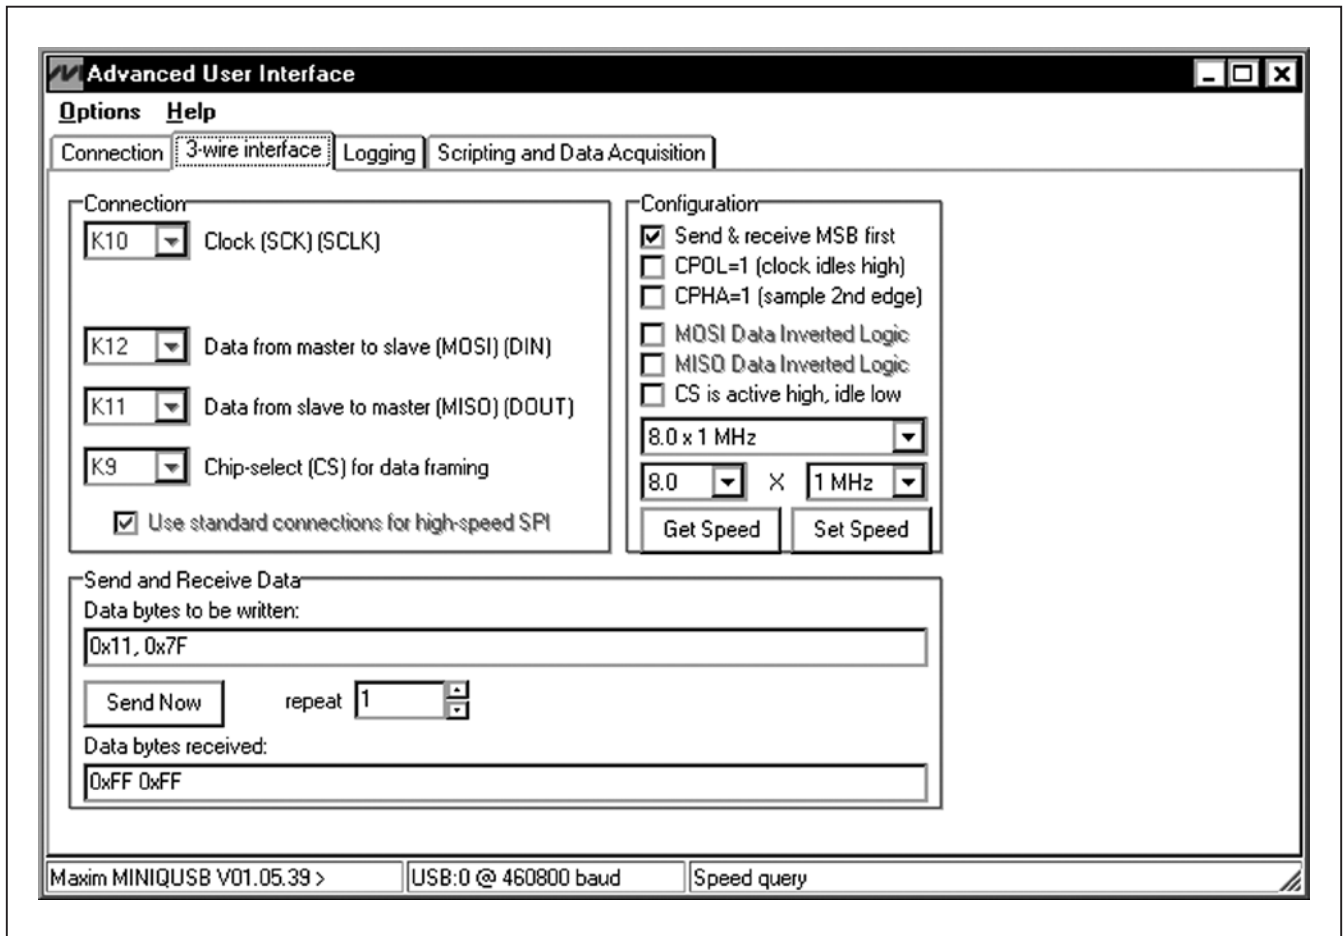 Advanced User Interface
Options Help
Connection 3-wire interface Logging Scripting and Data Acquisition
Connection
K10 Clock (SCK) (SCLK)
K12 Data from master to slave (MOSI) (DIN)
K11 Data from slave to master (MISO) (DOUT)
K9 Chip-select (CS) for data framing
Use standard connections for high-speed SPI
Configuration
Send & receive MSB first
CPOL=1 (clock idles high)
CPHA=1 (sample 2nd edge)
MOSI Data Inverted Logic
MISO Data Inverted Logic
CS is active high, idle low
8.0 x 1 MHz
8.0 X 1 MHz
Get Speed Set Speed
Send and Receive Data
Data bytes to be written:
0x11, 0x7F
Send Now repeat 1
Data bytes received:
0xFF 0xFF
Maxim MINIQUSB V01.05.39 > USB:0 @ 460800 baud Speed query